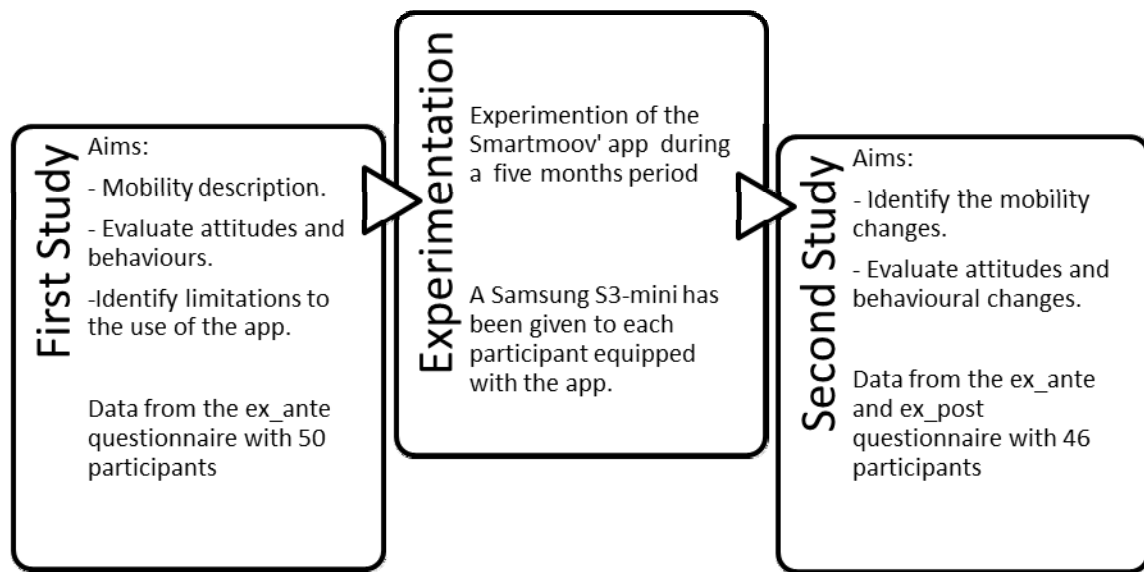 First Study
Aims:
- Mobility description.
- Evaluate attitudes and
behaviours.
-Identify limitations to
the use of the app.
Data from the ex_ante
questionnaire with 50
participants
Experimentation
Experimention of the
Smartmoov' app during
a five months period
A Samsung S3-mini has
been given to each
participant equipped
with the app.
Second Study
Aims:
- Identify the mobility
changes.
- Evaluate attitudes and
behavioural changes.
Data from the ex_ante
and ex_post
questionnaire with 46
participants